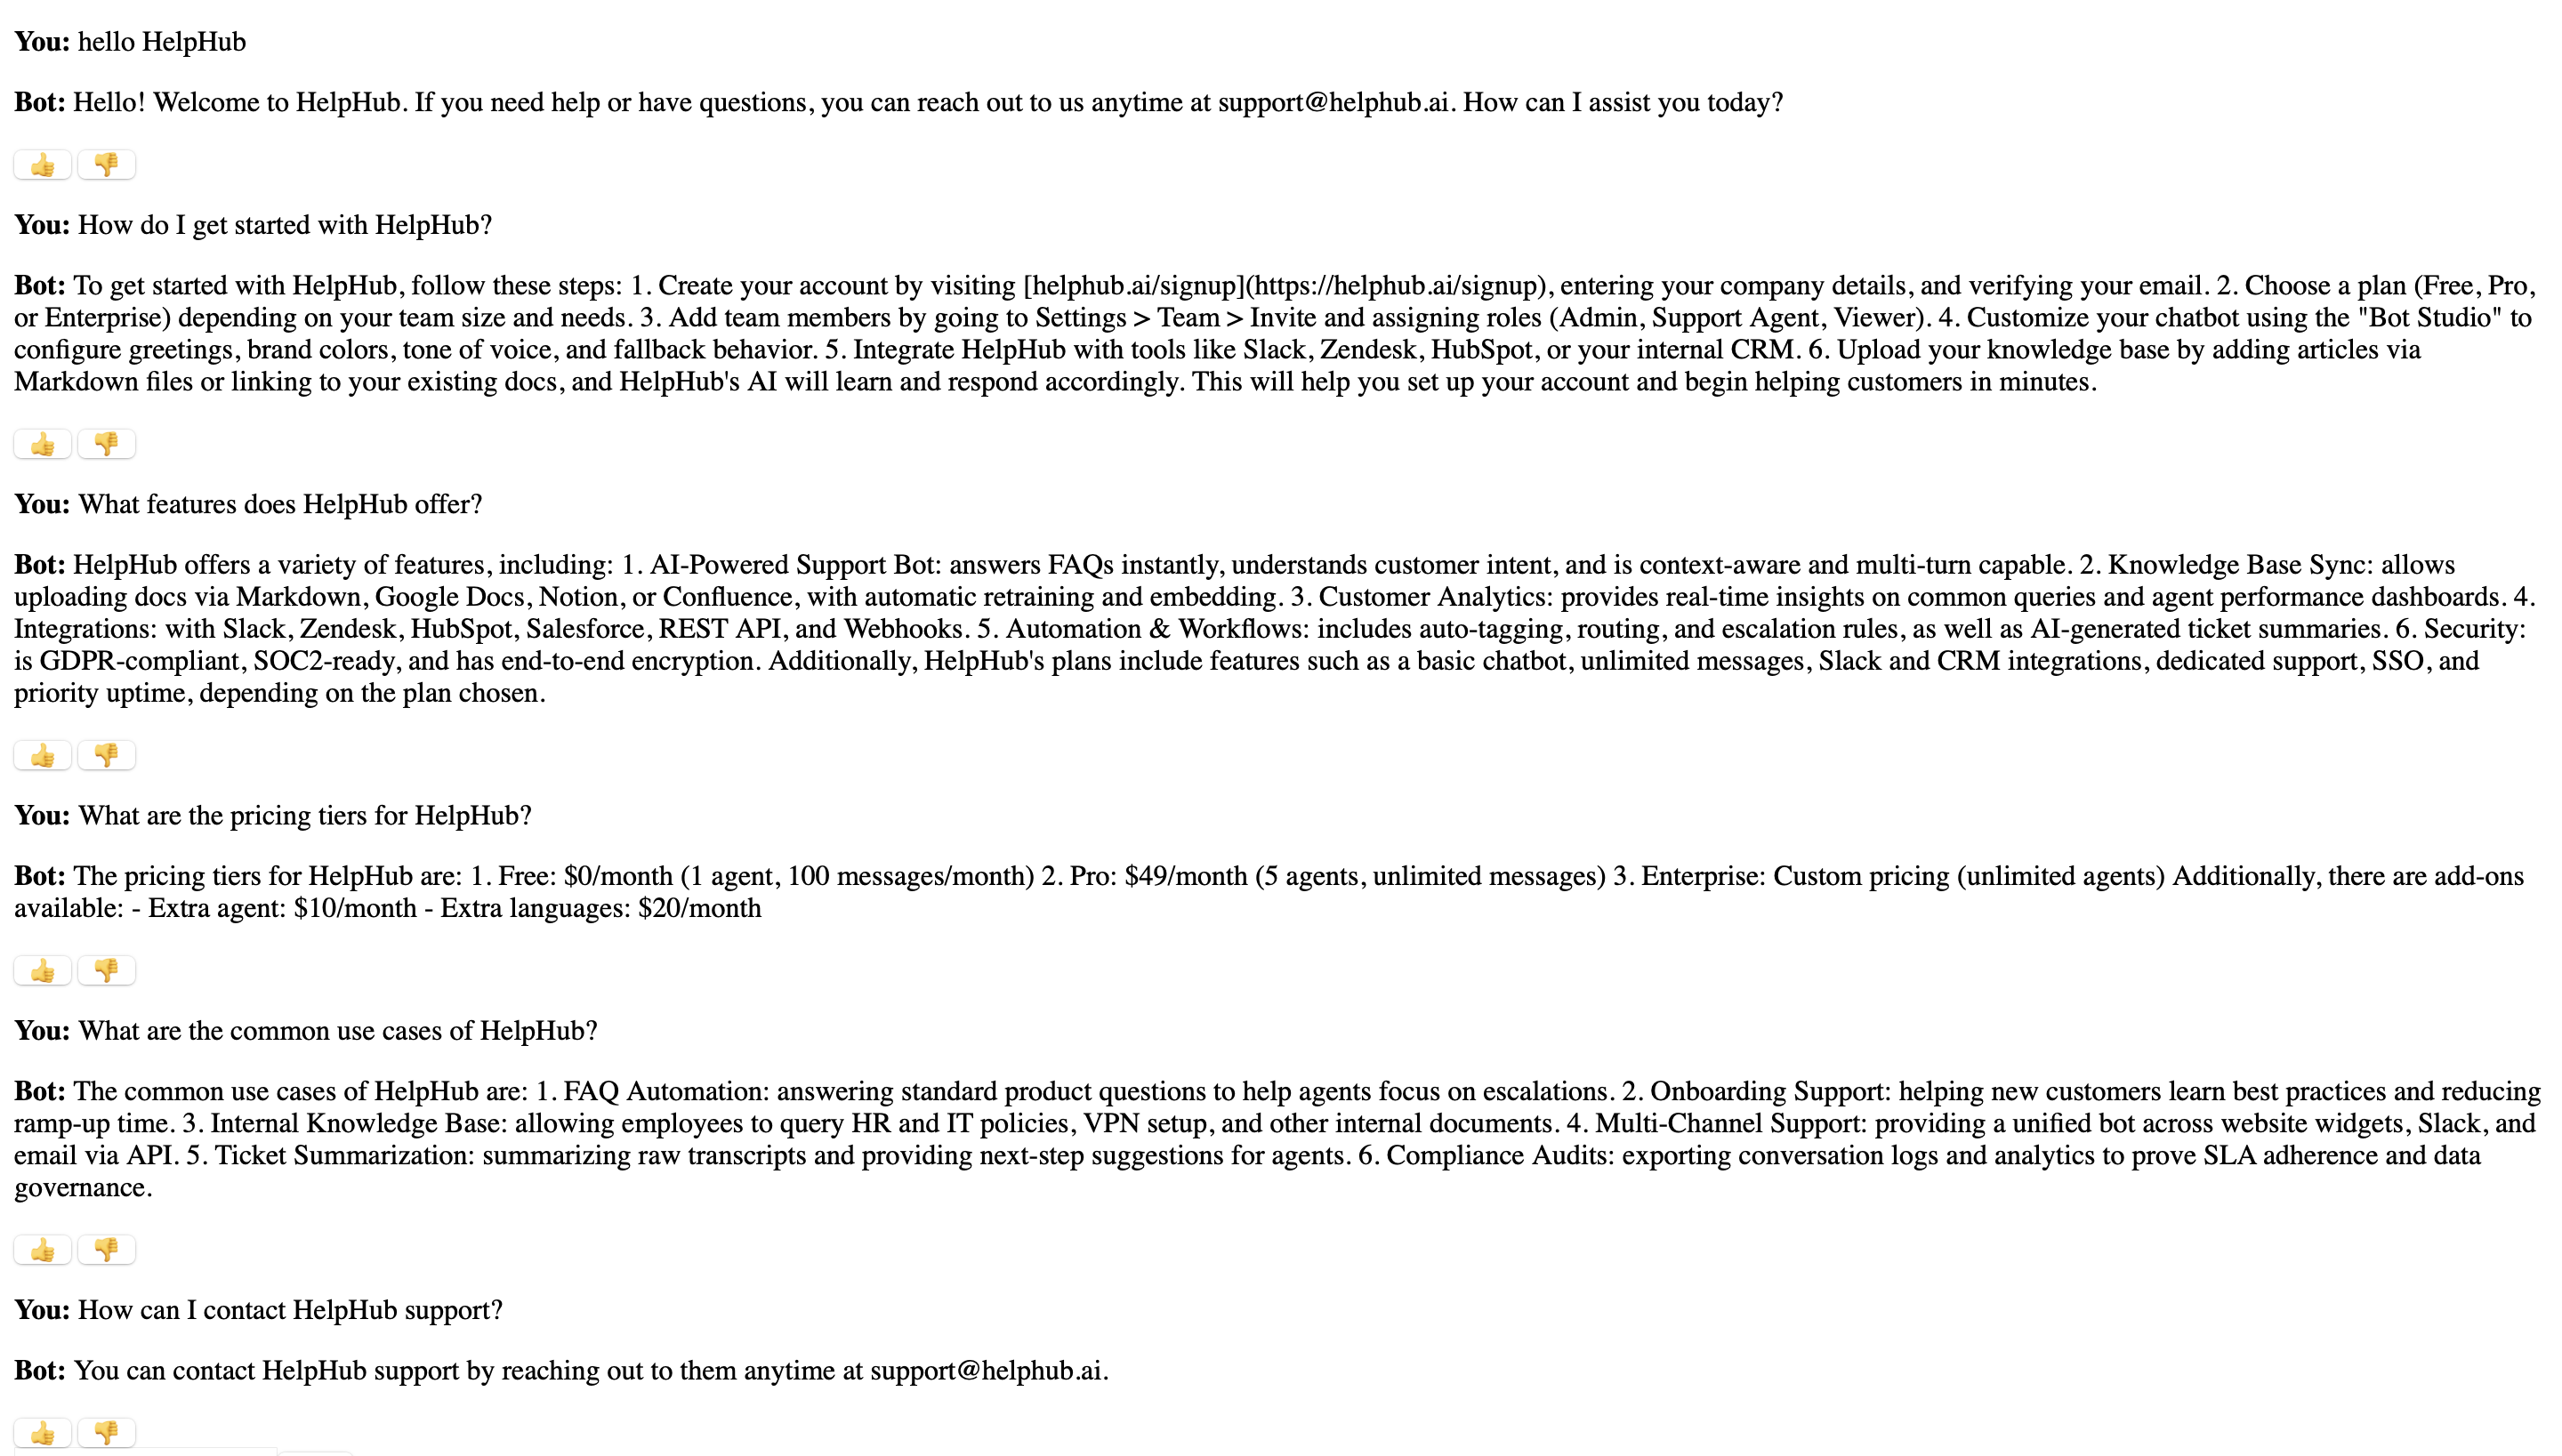 You: hello HelpHub
Bot: Hello! Welcome to HelpHub. If you need help or have questions, you can reach out to us anytime at support@helphub.ai. How can I assist you today?
👍 👎
You: How do I get started with HelpHub?
Bot: To get started with HelpHub, follow these steps: 1. Create your account by visiting [helphub.ai/signup](https://helphub.ai/signup), entering your company details, and verifying your email. 2. Choose a plan (Free, Pro,
or Enterprise) depending on your team size and needs. 3. Add team members by going to Settings > Team > Invite and assigning roles (Admin, Support Agent, Viewer). 4. Customize your chatbot using the "Bot Studio" to
configure greetings, brand colors, tone of voice, and fallback behavior. 5. Integrate HelpHub with tools like Slack, Zendesk, HubSpot, or your internal CRM. 6. Upload your knowledge base by adding articles via
Markdown files or linking to your existing docs, and HelpHub's AI will learn and respond accordingly. This will help you set up your account and begin helping customers in minutes.
👍 👎
You: What features does HelpHub offer?
Bot: HelpHub offers a variety of features, including: 1. AI-Powered Support Bot: answers FAQs instantly, understands customer intent, and is context-aware and multi-turn capable. 2. Knowledge Base Sync: allows
uploading docs via Markdown, Google Docs, Notion, or Confluence, with automatic retraining and embedding. 3. Customer Analytics: provides real-time insights on common queries and agent performance dashboards. 4.
Integrations: with Slack, Zendesk, HubSpot, Salesforce, REST API, and Webhooks. 5. Automation & Workflows: includes auto-tagging, routing, and escalation rules, as well as AI-generated ticket summaries. 6. Security:
is GDPR-compliant, SOC2-ready, and has end-to-end encryption. Additionally, HelpHub's plans include features such as a basic chatbot, unlimited messages, Slack and CRM integrations, dedicated support, SSO, and
priority uptime, depending on the plan chosen.
👍 👎
You: What are the pricing tiers for HelpHub?
Bot: The pricing tiers for HelpHub are: 1. Free: $0/month (1 agent, 100 messages/month) 2. Pro: $49/month (5 agents, unlimited messages) 3. Enterprise: Custom pricing (unlimited agents) Additionally, there are add-ons
available: - Extra agent: $10/month - Extra languages: $20/month
👍 👎
You: What are the common use cases of HelpHub?
Bot: The common use cases of HelpHub are: 1. FAQ Automation: answering standard product questions to help agents focus on escalations. 2. Onboarding Support: helping new customers learn best practices and reducing
ramp-up time. 3. Internal Knowledge Base: allowing employees to query HR and IT policies, VPN setup, and other internal documents. 4. Multi-Channel Support: providing a unified bot across website widgets, Slack, and
email via API. 5. Ticket Summarization: summarizing raw transcripts and providing next-step suggestions for agents. 6. Compliance Audits: exporting conversation logs and analytics to prove SLA adherence and data
governance.
👍 👎
You: How can I contact HelpHub support?
Bot: You can contact HelpHub support by reaching out to them anytime at support@helphub.ai.
👍 👎